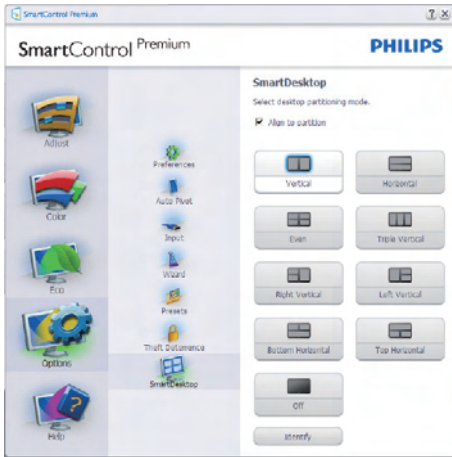 SmartControl Premium
? X
SmartControl Premium
PHILIPS
Adjust
Color
Eco
Options
Help
Preferences
Auto Pivot
Input
Wizard
Presets
Theft Deterrence
SmartDesktop
SmartDesktop
Select desktop partitioning mode.
Align to partition
Vertical
Horizontal
Even
Triple Vertical
Right Vertical
Left Vertical
Bottom Horizontal
Top Horizontal
Off
Identify